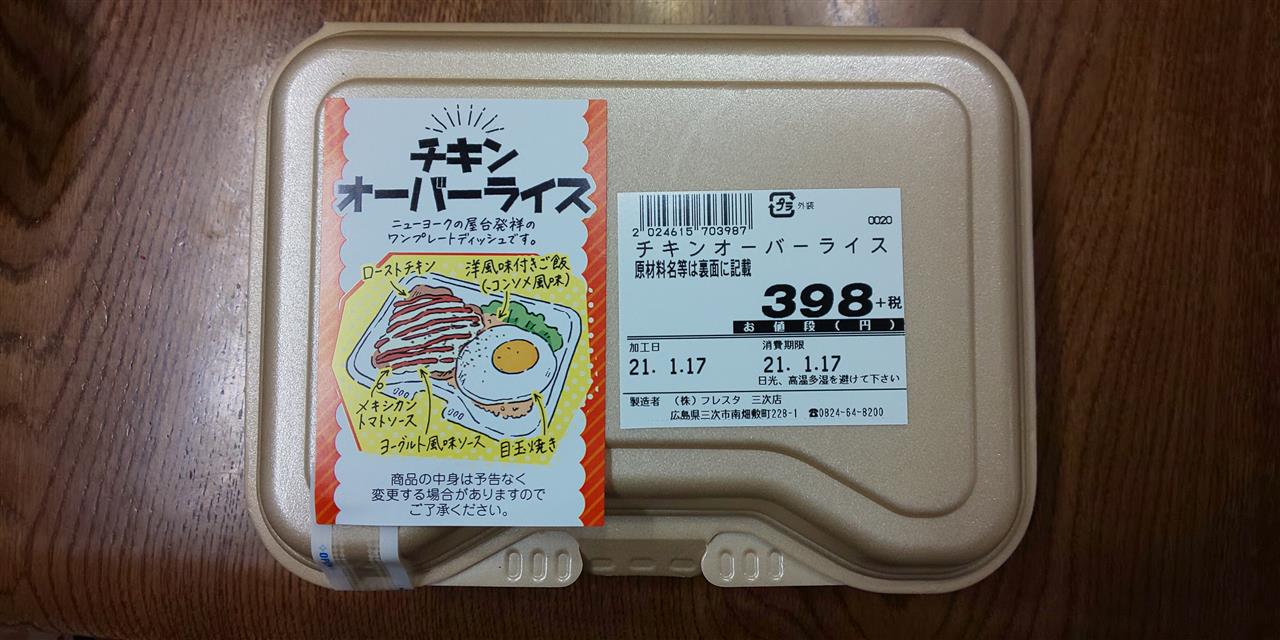 チキン
オーバーライス
ニューヨークの屋台発祥の
ワンプレートディッシュです。
ローストチキン
洋風味付きご飯
(コンソメ風味)
メキシカン
トマトソース
ヨーグルト風味ソース
目玉焼き
商品の中身は予告なく
変更する場合がありますので
ご了承ください。
プラ 外装
0020
2 024615 703987
チキンオーバーライス
原材料名等は裏面に記載
398+税
お値段(円)
加工日 消費期限
21. 1.17 21. 1.17
日光、高温多湿を避けて下さい
製造者 (株)フレスタ 三次店
広島県三次市南畑敷町228-1 ☎0824-64-8200